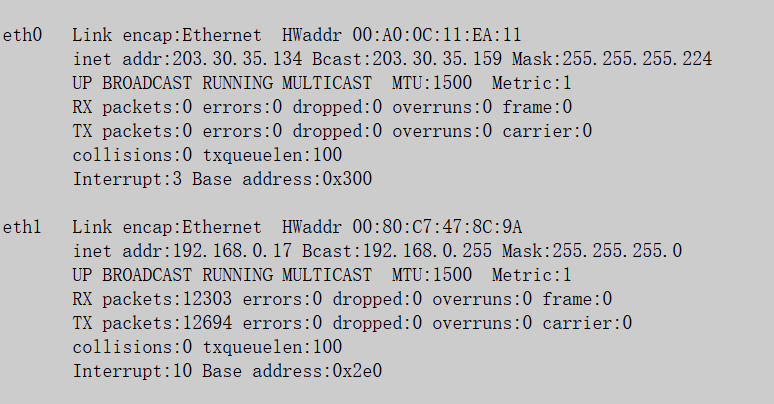 eth0 Link encap:Ethernet HWaddr 00:A0:0C:11:EA:11
inet addr:203.30.35.134 Bcast:203.30.35.159 Mask:255.255.255.224
UP BROADCAST RUNNING MULTICAST MTU:1500 Metric:1
RX packets:0 errors:0 dropped:0 overruns:0 frame:0
TX packets:0 errors:0 dropped:0 overruns:0 carrier:0
collisions:0 txqueuelen:100
Interrupt:3 Base address:0x300
eth1 Link encap:Ethernet HWaddr 00:80:C7:47:8C:9A
inet addr:192.168.0.17 Bcast:192.168.0.255 Mask:255.255.255.0
UP BROADCAST RUNNING MULTICAST MTU:1500 Metric:1
RX packets:12303 errors:0 dropped:0 overruns:0 frame:0
TX packets:12694 errors:0 dropped:0 overruns:0 carrier:0
collisions:0 txqueuelen:100
Interrupt:10 Base address:0x2e0